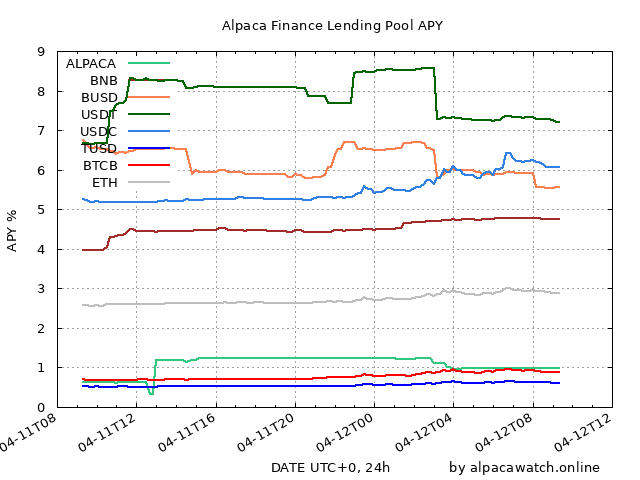 Alpaca Finance Lending Pool APY
9
8
7
6
5
4
3
2
1
0
APY %
ALPACA
BNB
BUSD
USDT
USDC
TUSD
BTCB
ETH
04-11T08
04-11T12
04-11T16
04-11T20
04-12T00
04-12T04
04-12T08
04-12T12
DATE UTC+0, 24h
by alpacawatch.online